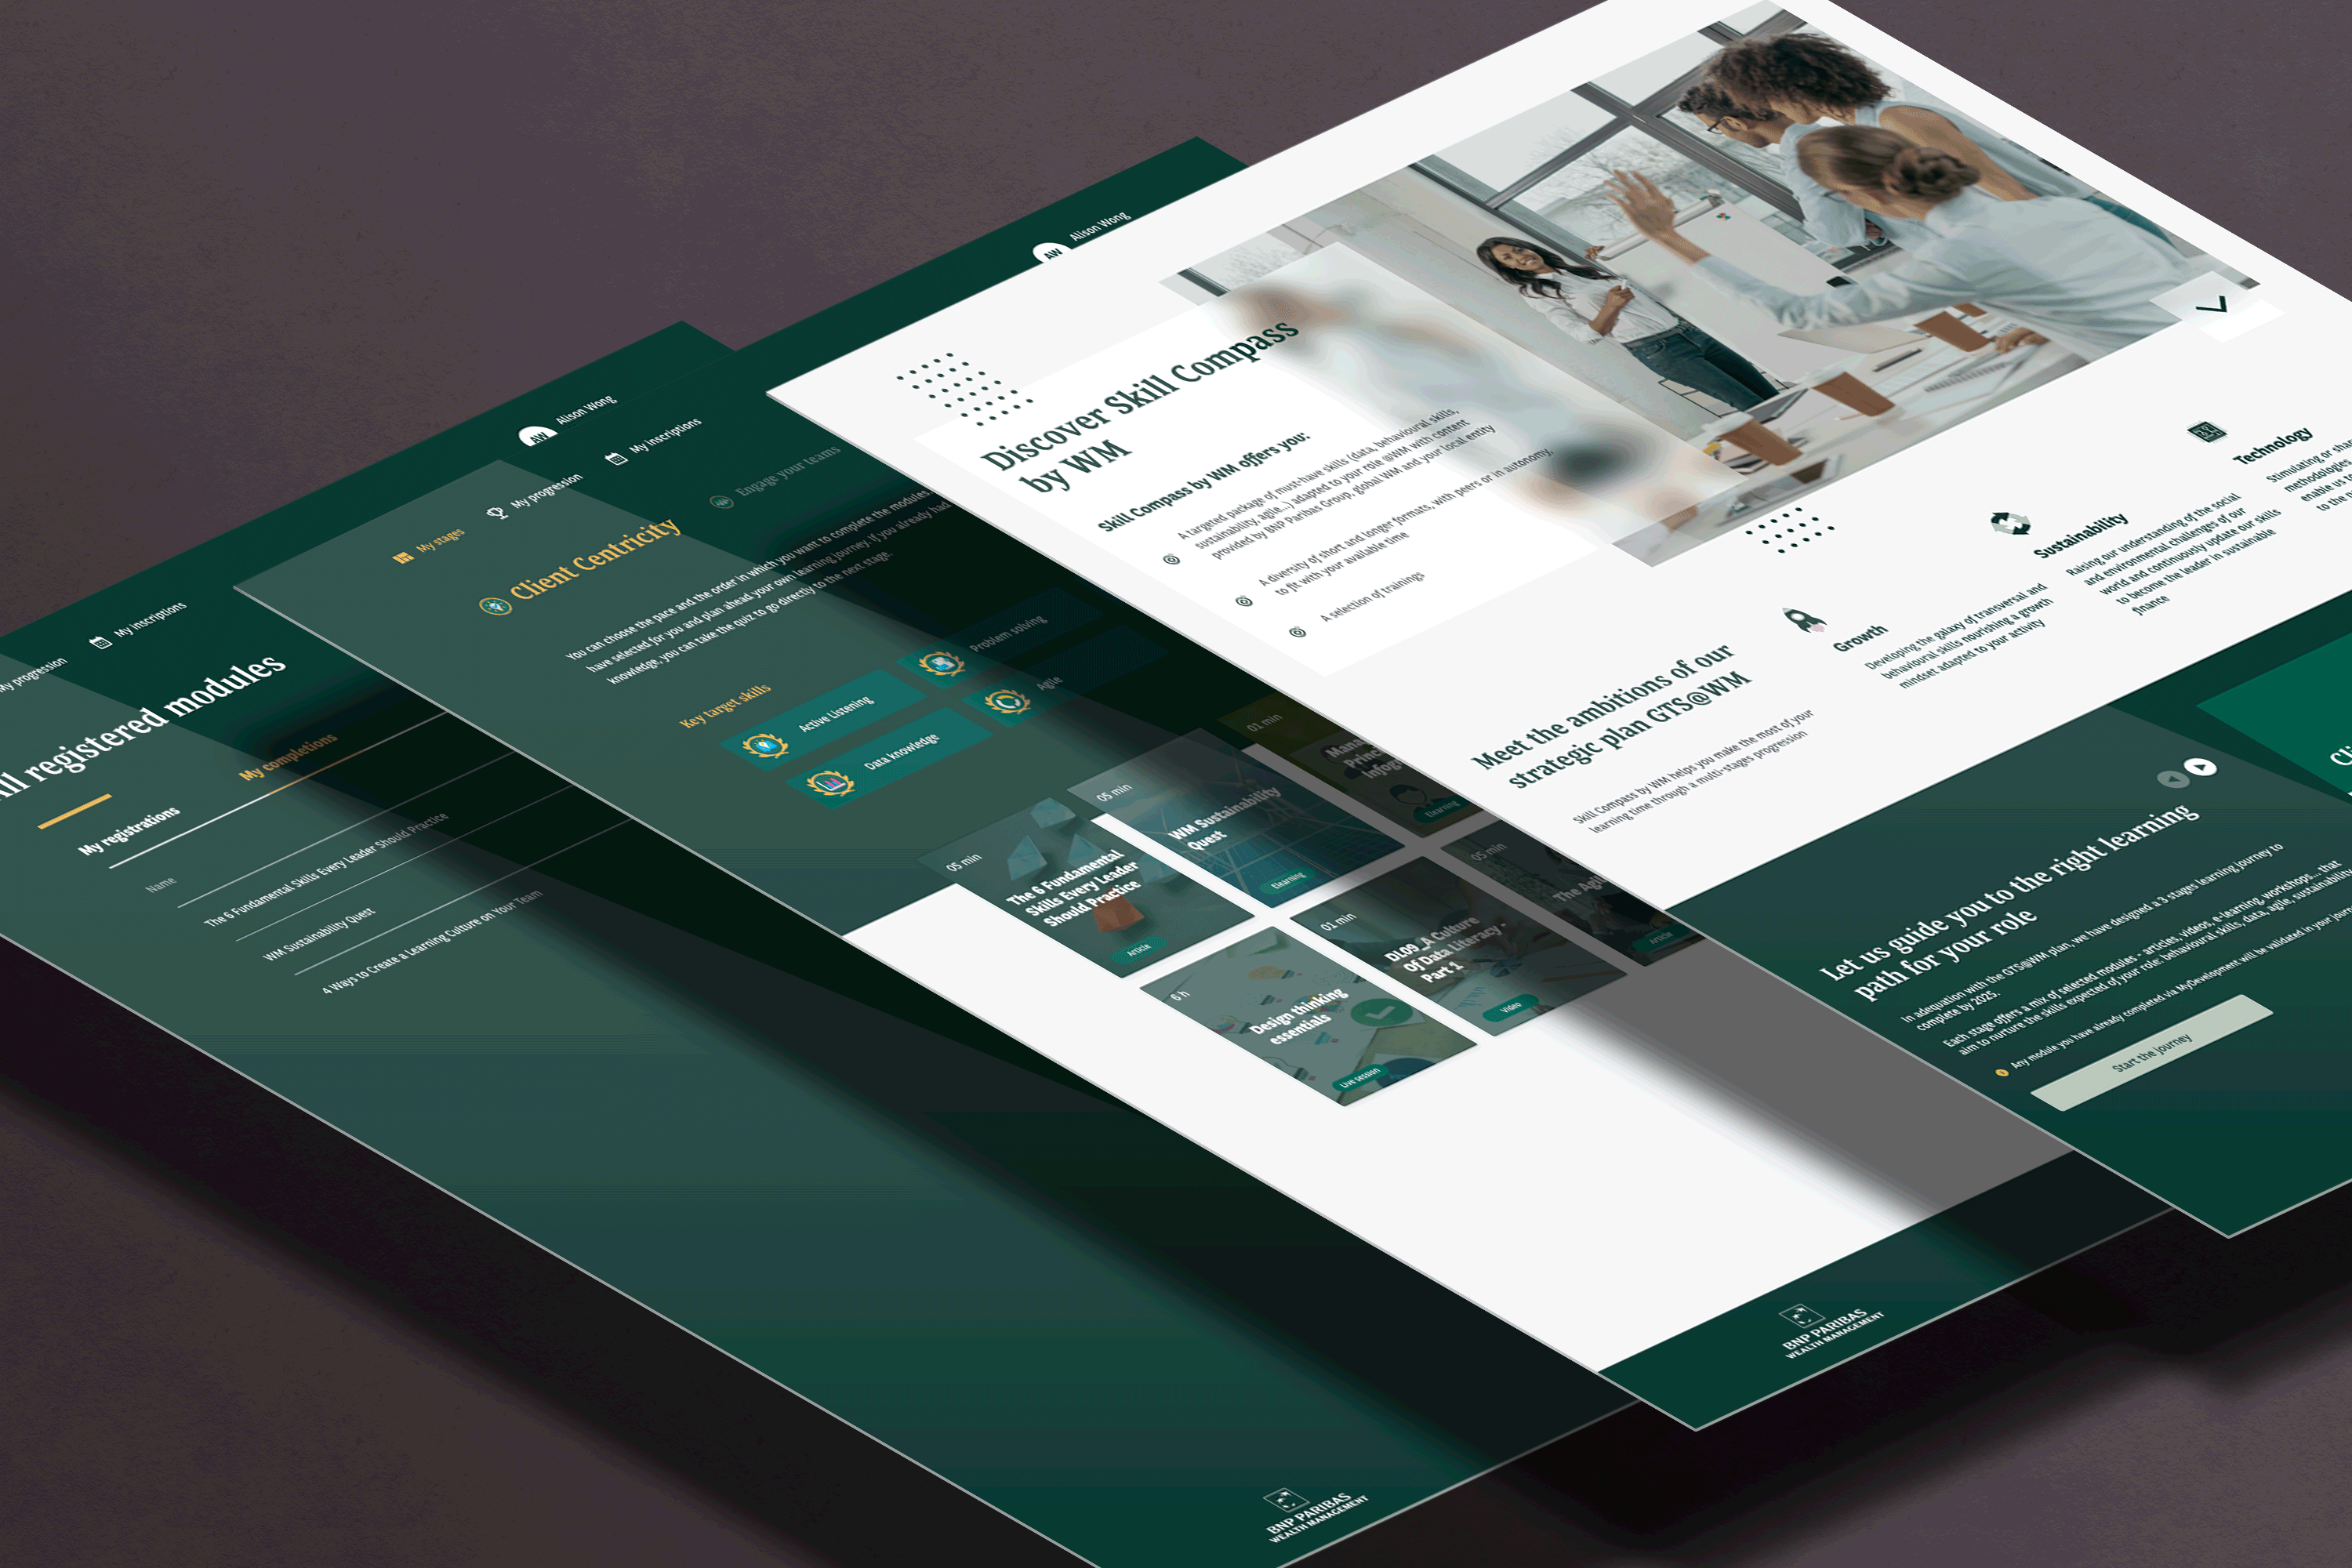 My progression
My inscriptions
AW
Alison Wong
All registered modules
My registrations
My completions
Name
The 6 Fundamental Skills Every Leader Should Practice
WM Sustainability Quest
4 Ways to Create a Learning Culture on Your Team
BNP PARIBAS
WEALTH MANAGEMENT
My stages
My progression
My inscriptions
AW
Alison Wong
Client Centricity
Engage your teams
You can choose the pace and the order in which you want to complete the modules.
have selected for you and plan ahead your own learning journey. If you already had
knowledge, you can take the quiz to go directly to the next stage.
Key target skills
Active Listening
Problem solving
Data knowledge
Agile
05 min
The 6 Fundamental
Skills Every Leader
Should Practice
Article
05 min
WM Sustainability
Quest
Elearning
01 min
Elearning
6 h
Design thinking
essentials
Live session
01 min
DL09_A Culture
Of Data Literacy -
Part 1
Video
05 min
The
Article
BNP PARIBAS
WEALTH MANAGEMENT
Discover Skill Compass
by WM
Skill Compass by WM offers you:
A targeted package of must-have skills (data, behavioural skills,
sustainability, agile...) adapted to your role @WM with content
provided by BNP Paribas Group, global WM and your local entity
A diversity of short and longer formats, with peers or in autonomy,
to fit with your available time
A selection of trainings
Meet the ambitions of our
strategic plan GTS@WM
Skill Compass by WM helps you make the most of your
learning time through a multi-stages progression
Growth
Developing the galaxy of transversal and
behavioural skills nourishing a growth
mindset adapted to your activity
Sustainability
Raising our understanding of the social
and environmental challenges of our
world and continuously update our skills
to become the leader in sustainable
finance
Technology
Stimulating or
methodologies
enable us
to the
Let us guide you to the right learning
path for your role
In adequation with the GTS@WM plan, we have designed a 3 stages learning journey to
complete by 2025.
Each stage offers a mix of selected modules - articles, videos, e-learning, workshops... that
aim to nurture the skills expected of your role: behavioural skills, data, agile, sustainability
Any module you have already completed via MyDevelopment will be validated in your
Start the journey